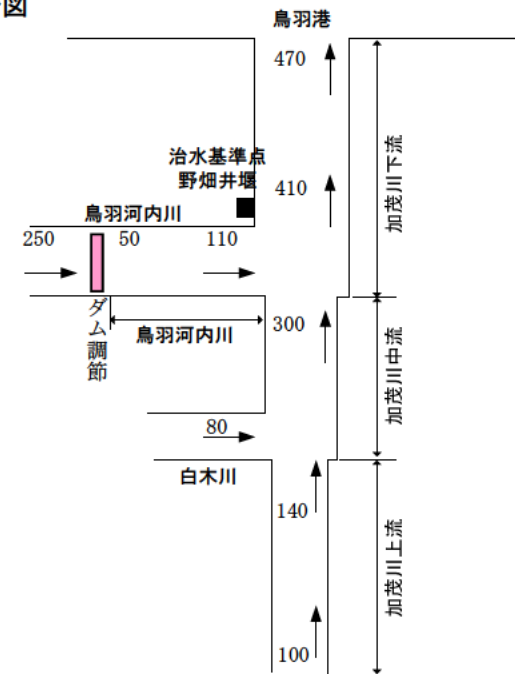 図
鳥羽港
470
治水基準点
野畑井堰
410
加茂川下流
鳥羽河内川
250
50
110
ダム調節
鳥羽河内川
300
加茂川中流
80
白木川
140
加茂川上流
100